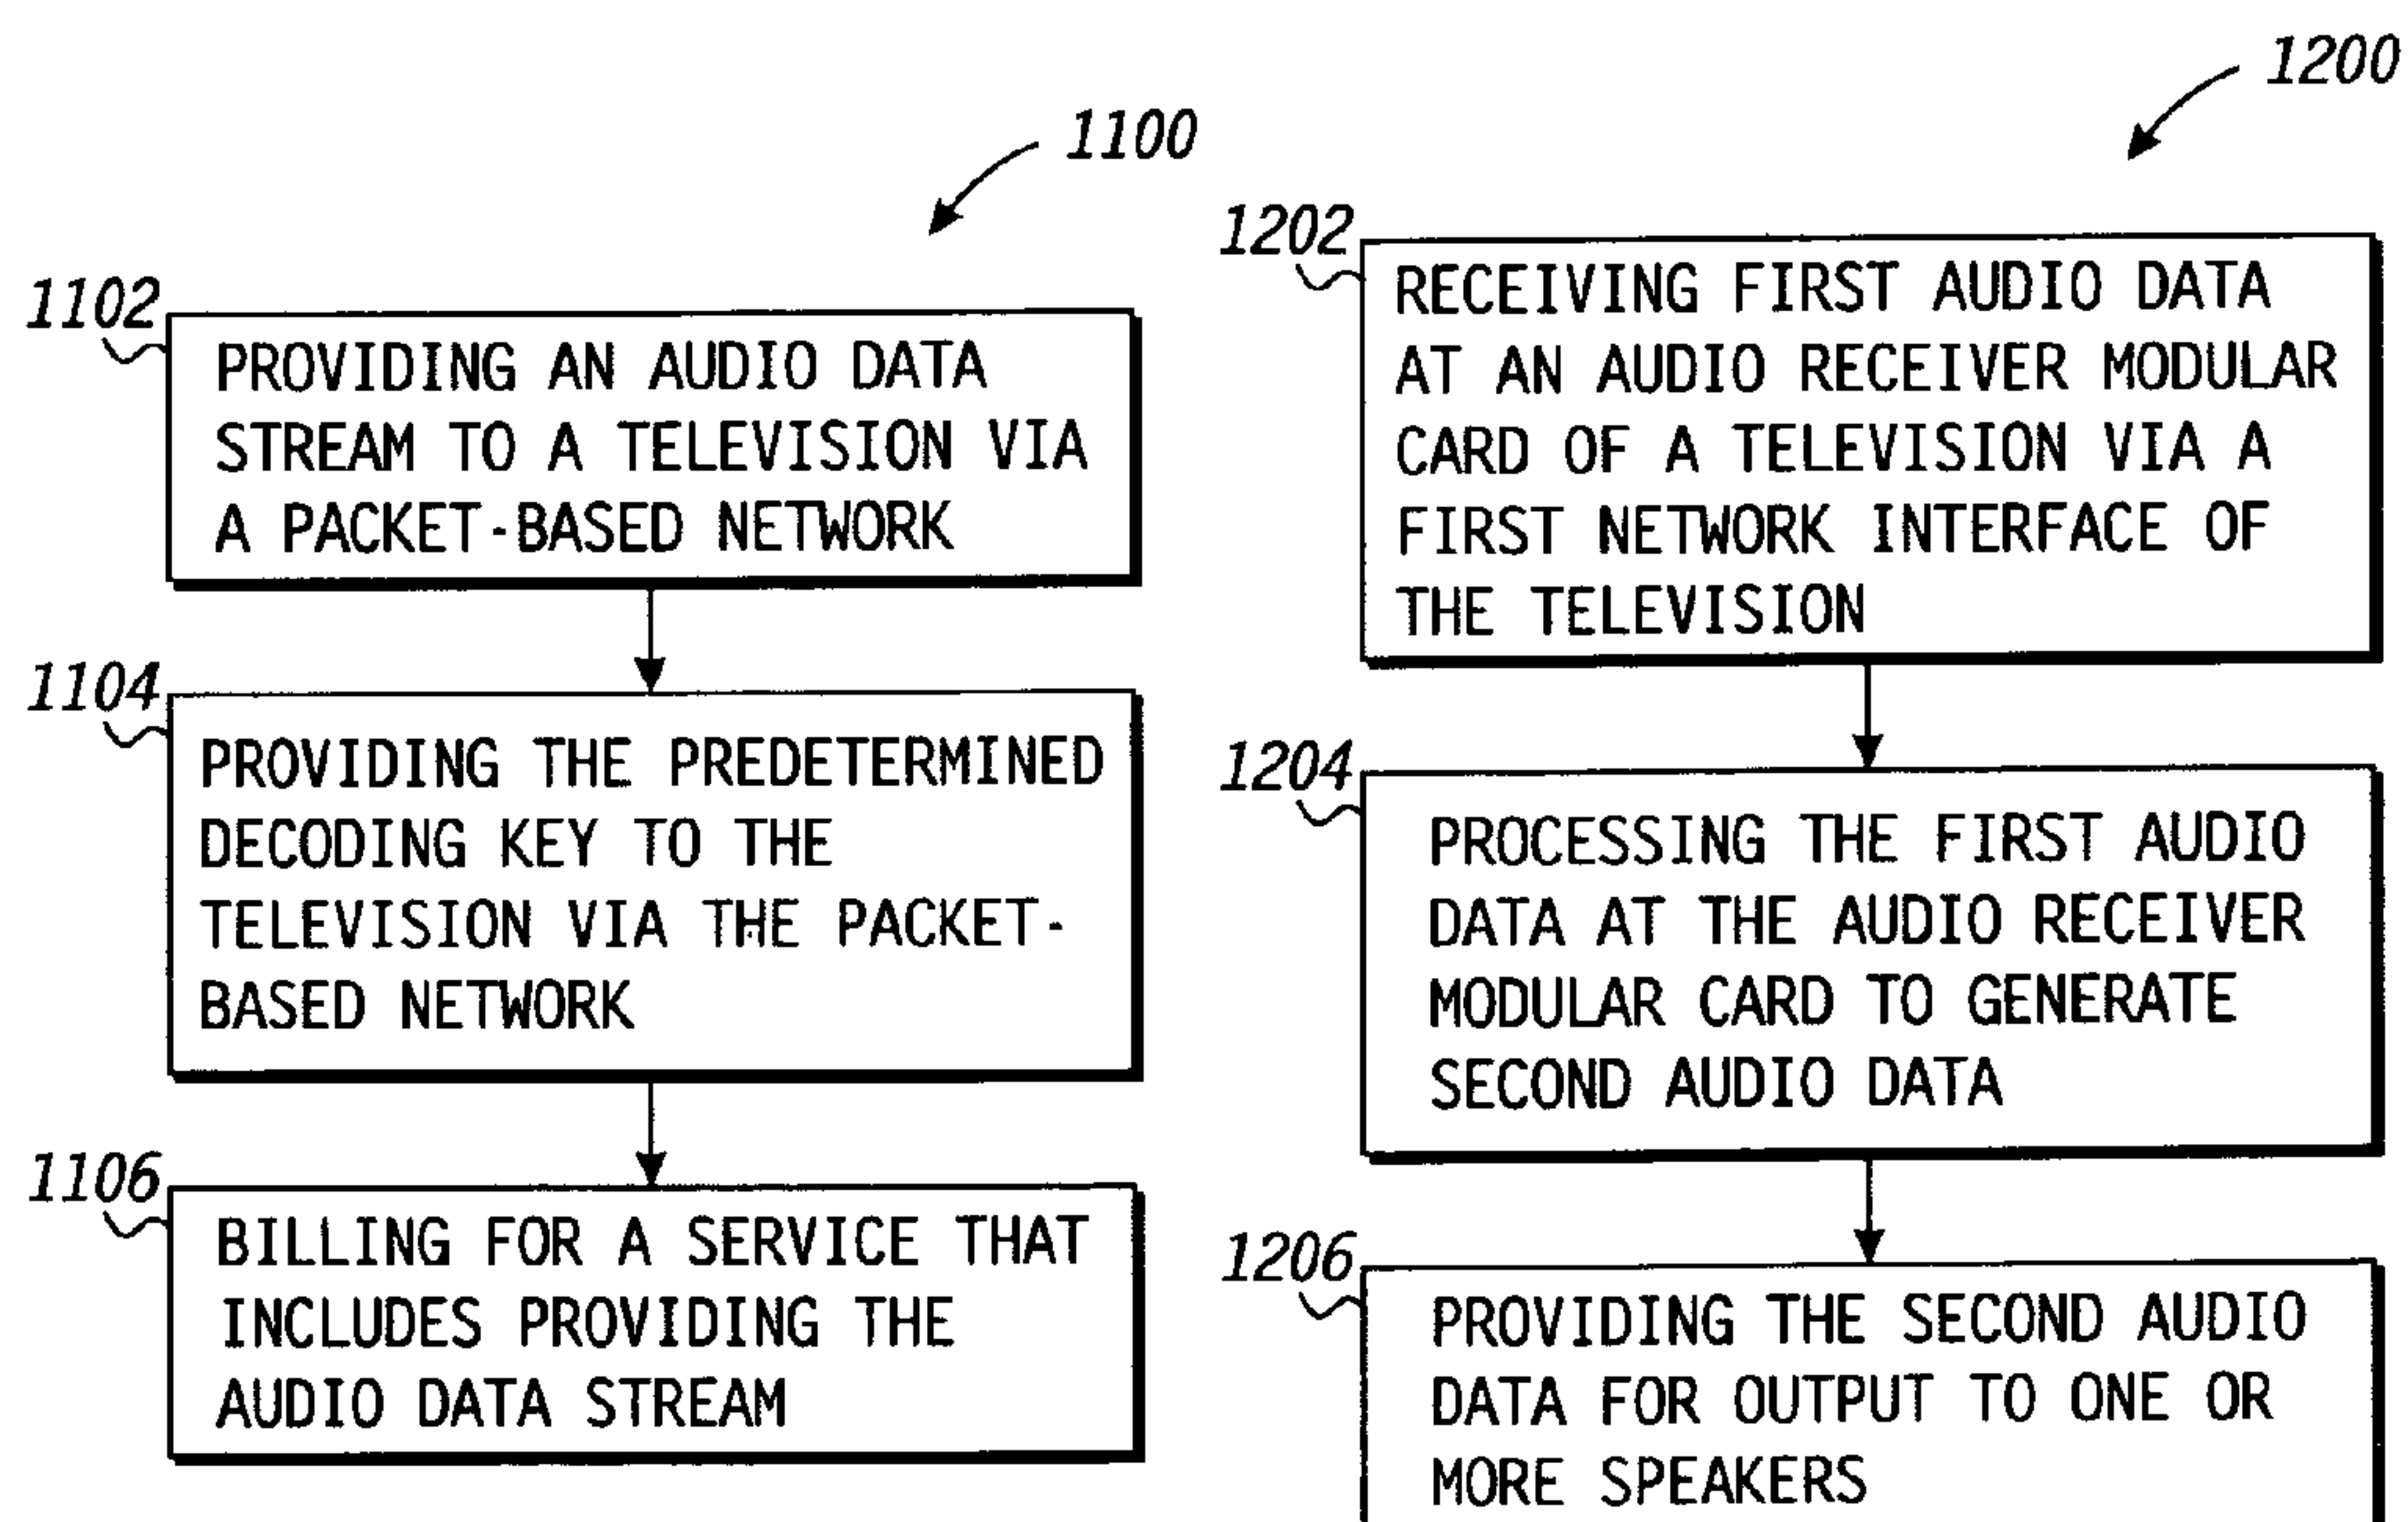 1100
1102
PROVIDING AN AUDIO DATA
STREAM TO A TELEVISION VIA
A PACKET-BASED NETWORK
1104
PROVIDING THE PREDETERMINED
DECODING KEY TO THE
TELEVISION VIA THE PACKET-
BASED NETWORK
1106
BILLING FOR A SERVICE THAT
INCLUDES PROVIDING THE
AUDIO DATA STREAM
1200
1202
RECEIVING FIRST AUDIO DATA
AT AN AUDIO RECEIVER MODULAR
CARD OF A TELEVISION VIA A
FIRST NETWORK INTERFACE OF
THE TELEVISION
1204
PROCESSING THE FIRST AUDIO
DATA AT THE AUDIO RECEIVER
MODULAR CARD TO GENERATE
SECOND AUDIO DATA
1206
PROVIDING THE SECOND AUDIO
DATA FOR OUTPUT TO ONE OR
MORE SPEAKERS